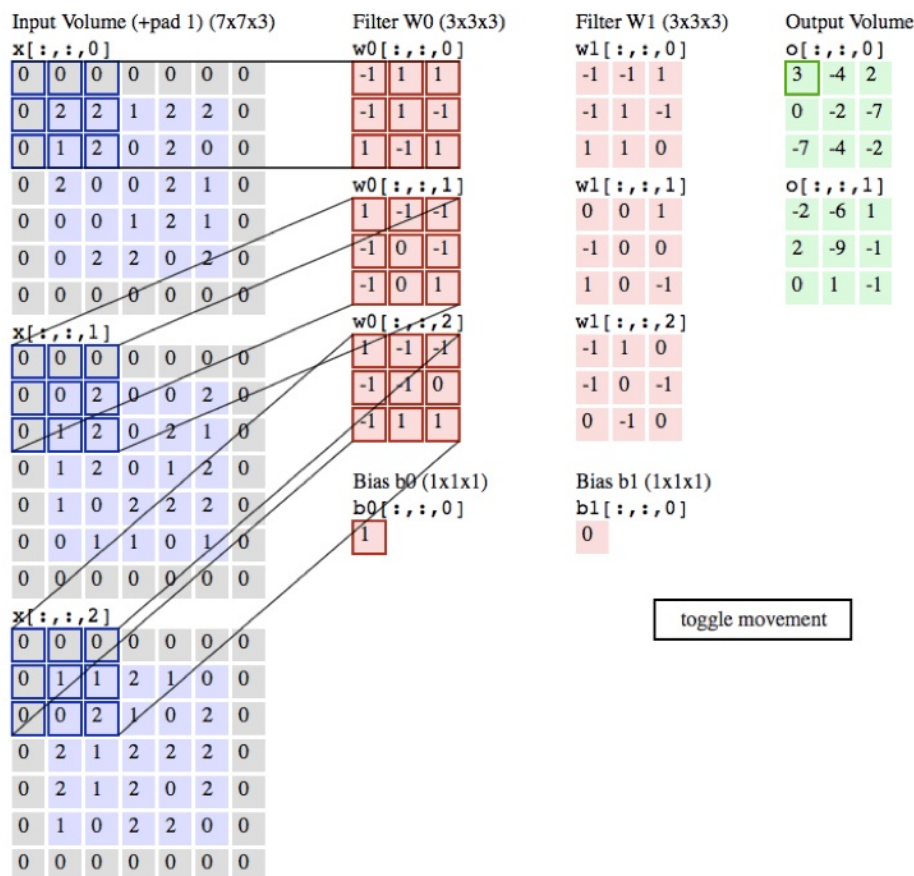 Input Volume (+pad 1) (7x7x3)
x[:,:,0]
0 0 0 0 0 0 0
0 2 2 1 2 2 0
0 1 2 0 2 0 0
0 2 0 0 2 1 0
0 0 0 1 2 1 0
0 0 2 2 0 2 0
0 0 0 0 0 0 0
x[:,:,1]
0 0 0 0 0 0 0
0 0 2 0 0 2 0
0 1 2 0 2 1 0
0 1 2 0 1 2 0
0 1 0 2 2 2 0
0 0 1 1 0 1 0
0 0 0 0 0 0 0
x[:,:,2]
0 0 0 0 0 0 0
0 1 1 2 1 0 0
0 0 2 1 0 2 0
0 2 1 2 2 2 0
0 2 1 2 0 2 0
0 1 0 2 2 0 0
0 0 0 0 0 0 0
Filter W0 (3x3x3)
w0[:,:,0]
-1 1 1
-1 1 -1
1 -1 1
w0[:,:,1]
1 -1 -1
-1 0 -1
-1 0 1
w0[:,:,2]
1 -1 -1
-1 -1 0
-1 1 1
Bias b0 (1x1x1)
b0[:,:,0]
1
Filter W1 (3x3x3)
w1[:,:,0]
-1 -1 1
-1 1 -1
1 1 0
w1[:,:,1]
0 0 1
-1 0 0
1 0 -1
w1[:,:,2]
-1 1 0
-1 0 -1
0 -1 0
Bias b1 (1x1x1)
b1[:,:,0]
0
Output Volume
o[:,:,0]
3 -4 2
0 -2 -7
-7 -4 -2
o[:,:,1]
-2 -6 1
2 -9 -1
0 1 -1
toggle movement